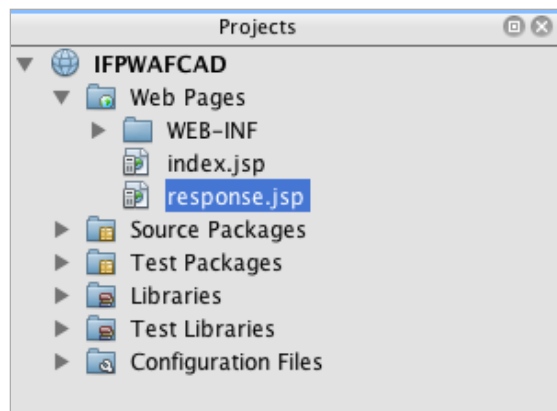 Projects
IFPWAFCAD
Web Pages
WEB-INF
index.jsp
response.jsp
Source Packages
Test Packages
Libraries
Test Libraries
Configuration Files